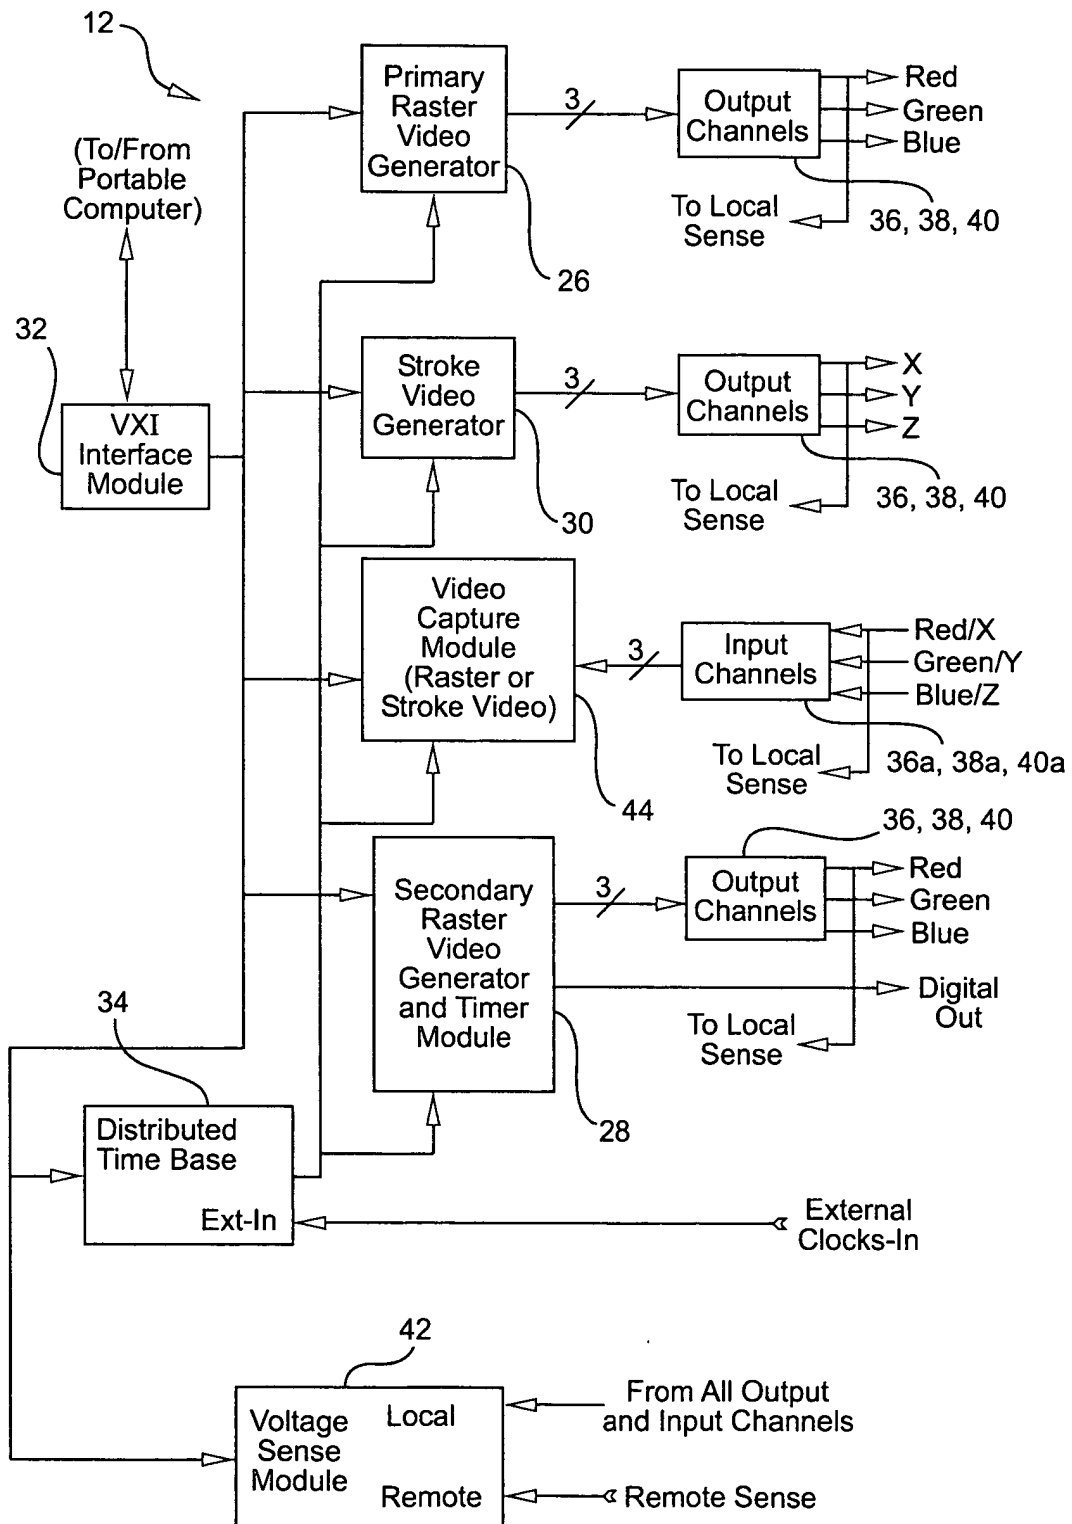 12
(To/From
Portable
Computer)
32
VXI
Interface
Module
Primary
Raster
Video
Generator
26
3
Output
Channels
Red
Green
Blue
To Local
Sense
36, 38, 40
Stroke
Video
Generator
30
3
Output
Channels
X
Y
Z
To Local
Sense
36, 38, 40
Video
Capture
Module
(Raster or
Stroke Video)
44
3
Input
Channels
Red/X
Green/Y
Blue/Z
To Local
Sense
36a, 38a, 40a
36, 38, 40
Secondary
Raster
Video
Generator
and Timer
Module
28
3
Output
Channels
Red
Green
Blue
Digital
Out
To Local
Sense
34
Distributed
Time Base
Ext-In
External
Clocks-In
42
Voltage
Sense
Module
Local
Remote
From All Output
and Input Channels
Remote Sense